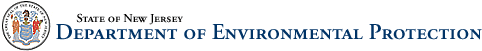 State of New Jersey
Department of Environmental Protection